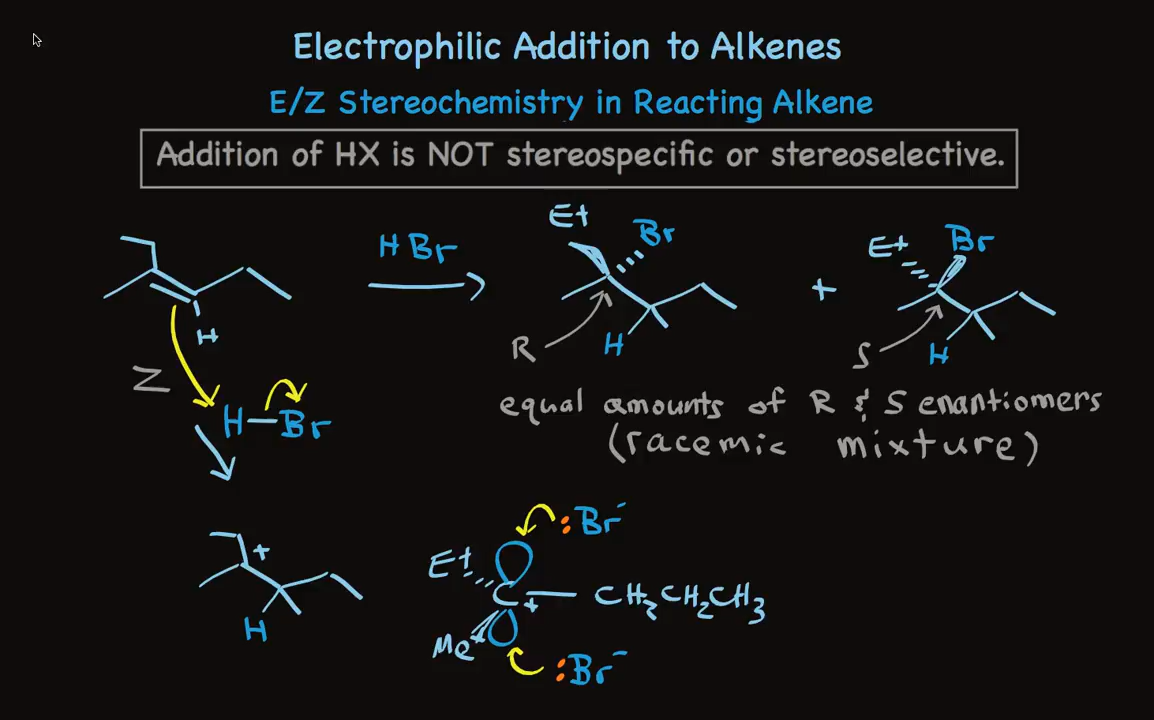 Electrophilic Addition to Alkenes
E/Z Stereochemistry in Reacting Alkene
Addition of HX is NOT stereospecific or stereoselective.
Et Br Et Br
HBr
+
H
R H S H
Z
equal amounts of R & S enantiomers
(racemic mixture)
H-Br
:Br⁻
+
Et
C+ CH2CH2CH3
H
Me
:Br⁻